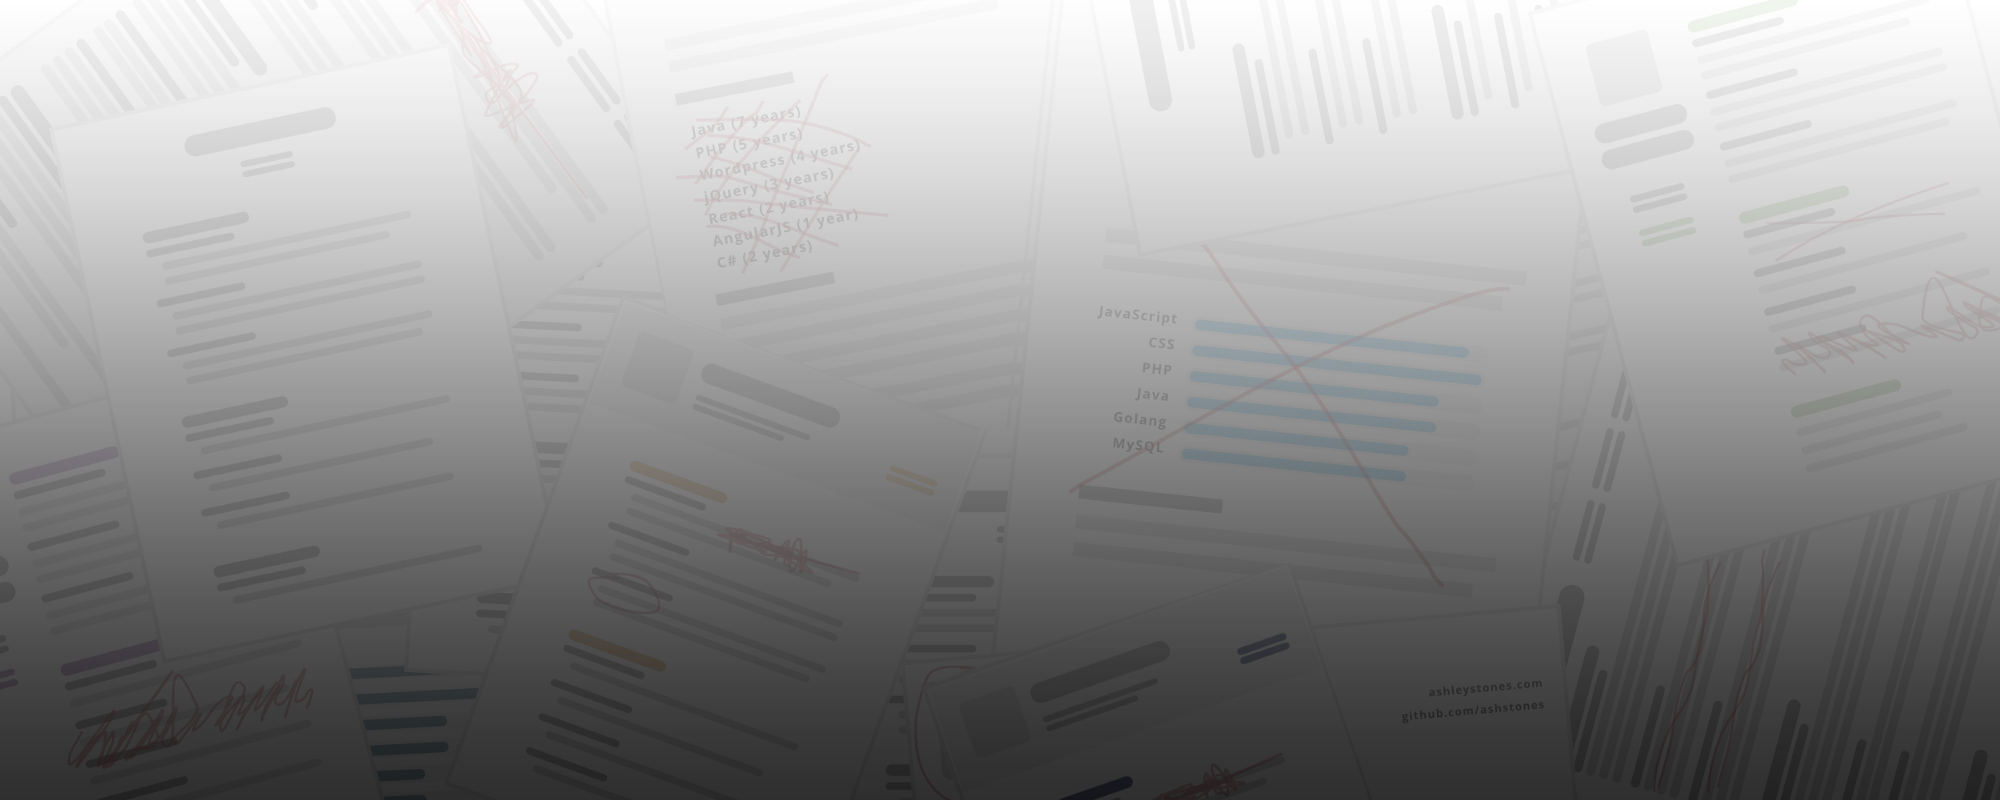 Java (7 years)
PHP (5 years)
Wordpress (4 years)
jQuery (3 years)
React (2 years)
AngularJS (1 year)
C# (2 years)
JavaScript
CSS
PHP
Java
Golang
MySQL
ashleystones.com
github.com/ashstones